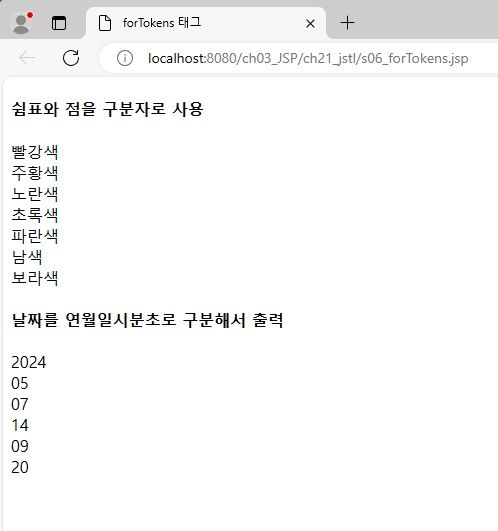 forTokens 태그
localhost:8080/ch03_JSP/ch21_jstl/s06_forTokens.jsp
쉼표와 점을 구분자로 사용
빨강색
주황색
노란색
초록색
파란색
남색
보라색
날짜를 연월일시분초로 구분해서 출력
2024
05
07
14
09
20